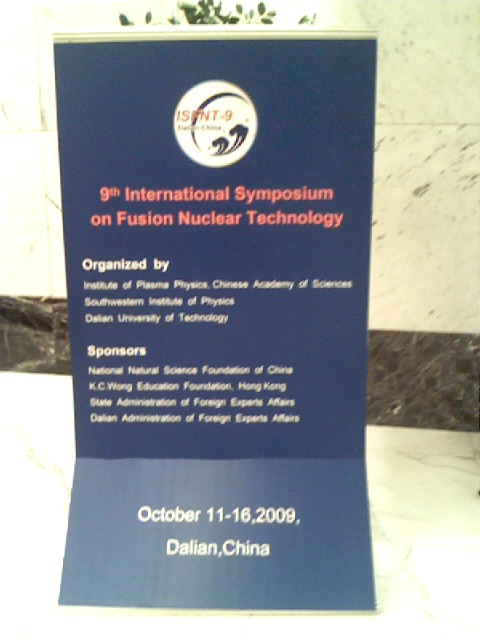 ISFNT-9
Dalian China
9th International Symposium
on Fusion Nuclear Technology
Organized by
Institute of Plasma Physics, Chinese Academy of Sciences
Southwestern Institute of Physics
Dalian University of Technology
Sponsors
National Natural Science Foundation of China
K.C.Wong Education Foundation, Hong Kong
State Administration of Foreign Experts Affairs
Dalian Administration of Foreign Experts Affairs
October 11-16,2009,
Dalian,China